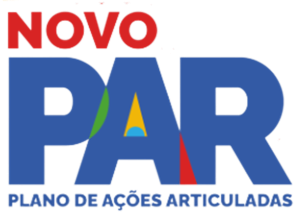 NOVO
PAR
PLANO DE AÇÕES ARTICULADAS